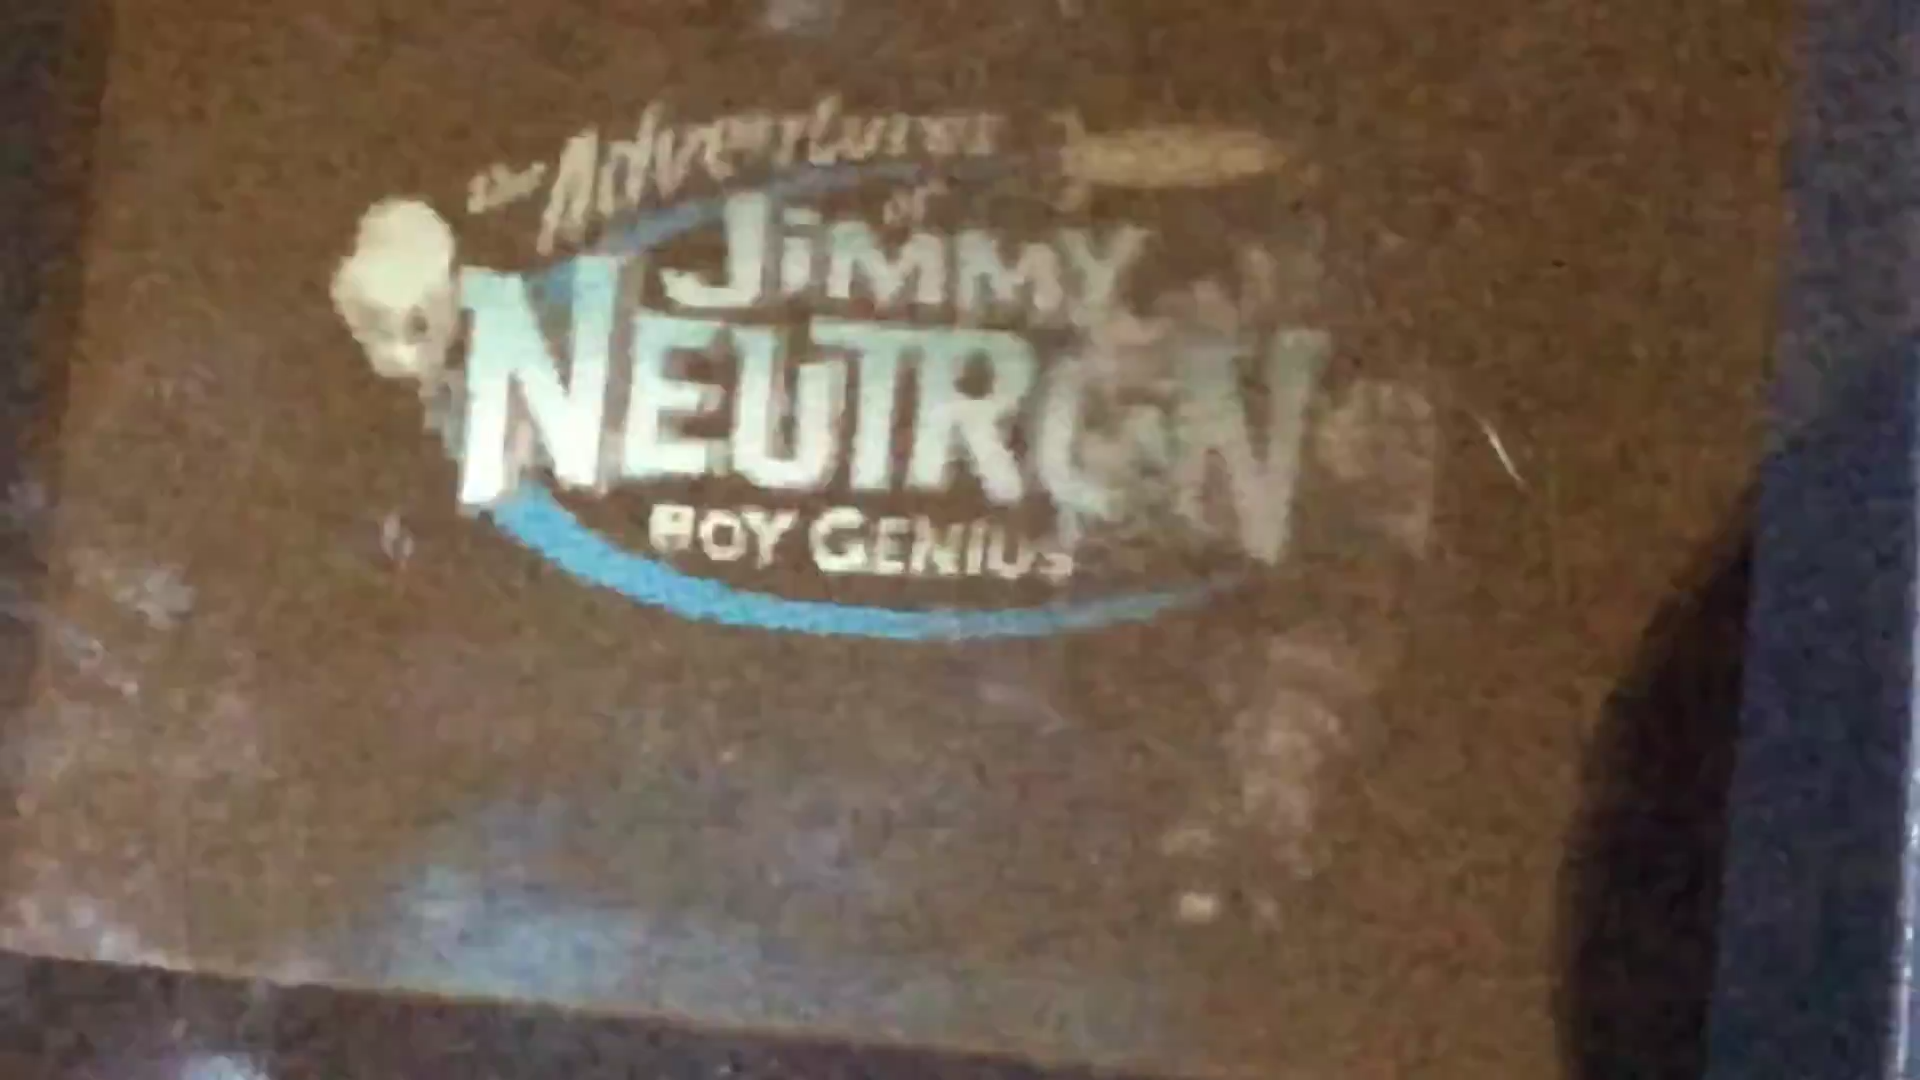 The Adventures
of
JIMMY
NEUTRON
BOY GENIUS